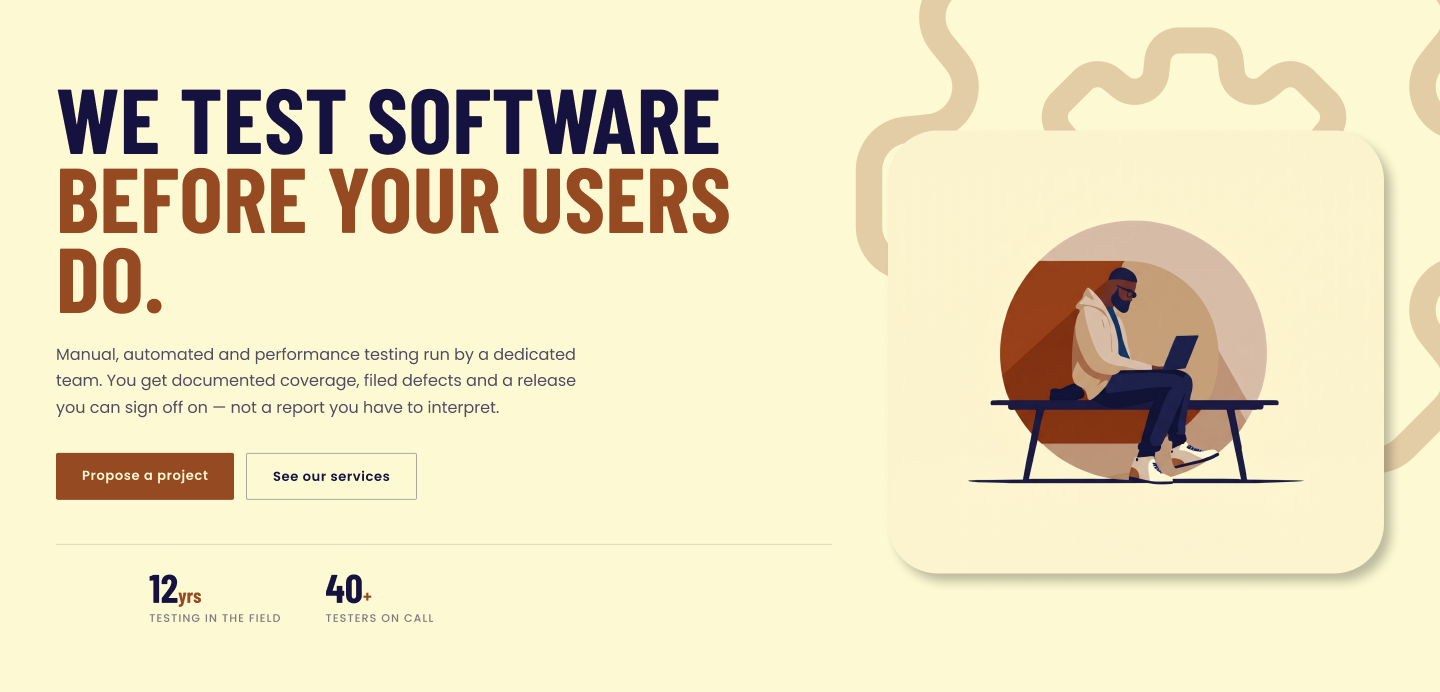 WE TEST SOFTWARE
BEFORE YOUR USERS
DO.
Manual, automated and performance testing run by a dedicated
team. You get documented coverage, filed defects and a release
you can sign off on — not a report you have to interpret.
Propose a project
See our services
12yrs
TESTING IN THE FIELD
40+
TESTERS ON CALL